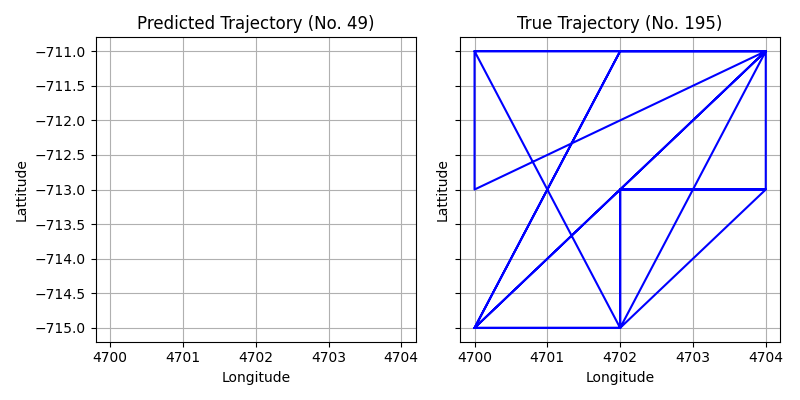 Predicted Trajectory (No. 49)
−711.0
−711.5
−712.0
−712.5
−713.0
−713.5
−714.0
−714.5
−715.0
Lattitude
4700 4701 4702 4703 4704
Longitude
True Trajectory (No. 195)
Lattitude
4700 4701 4702 4703 4704
Longitude